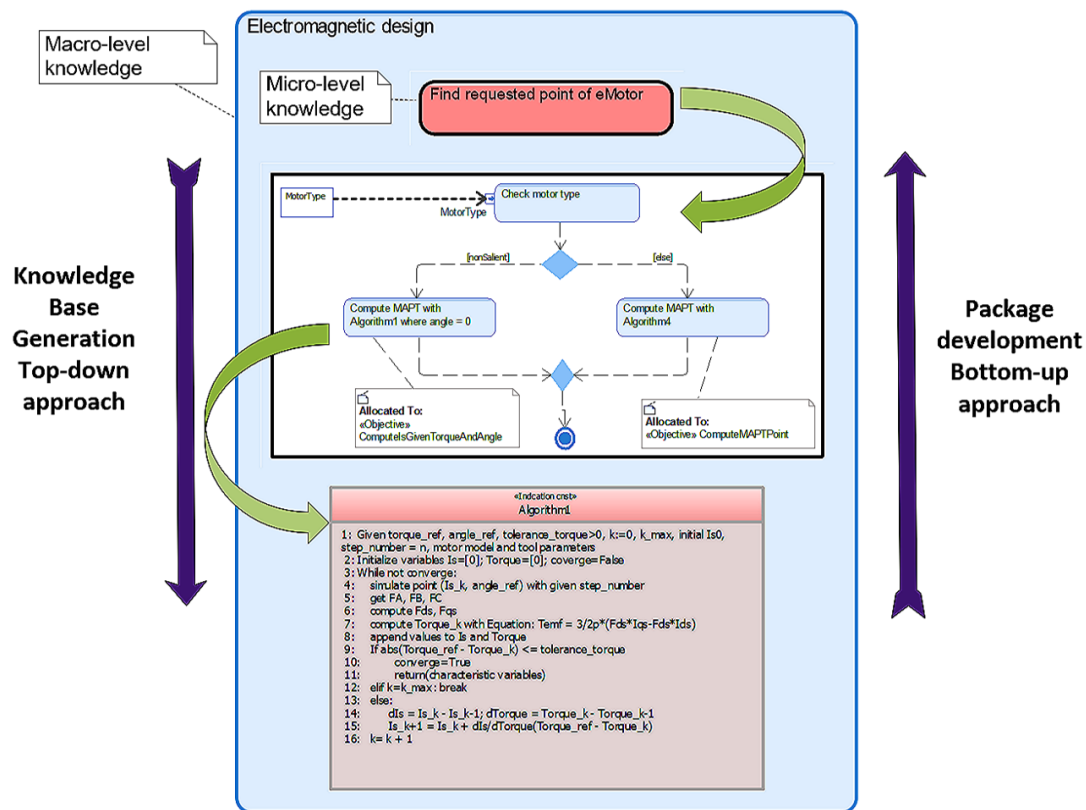 Electromagnetic design
Macro-level
knowledge
Micro-level
knowledge
Find requested point of eMotor
MotorType
MotorType
Check motor type
[nonSalient]
[else]
Compute MAPT with
Algorithm1 where angle = 0
Compute MAPT with
Algorithm4
Allocated To:
«Objective»
ComputeIsGivenTorqueAndAngle
Allocated To:
«Objective» ComputeMAPTPoint
Knowledge
Base
Generation
Top-down
approach
Package
development
Bottom-up
approach
«Indication cnst»
Algorithm1
1: Given torque_ref, angle_ref, tolerance_torque>0, k:=0, k_max, initial Is0,
step_number = n, motor model and tool parameters
2: Initialize variables Is=[0]; Torque=[0]; coverge=False
3: While not converge:
4: simulate point (Is_k, angle_ref) with given step_number
5: get FA, FB, FC
6: compute Fds, Fqs
7: compute Torque_k with Equation: Temf = 3/2p*(Fds*Iqs-Fds*Ids)
8: append values to Is and Torque
9: If abs(Torque_ref - Torque_k) <= tolerance_torque
10: converge=True
11: return(characteristic variables)
12: elif k=k_max: break
13: else:
14: dIs = Is_k - Is_k-1; dTorque = Torque_k - Torque_k-1
15: Is_k+1 = Is_k + dIs/dTorque(Torque_ref - Torque_k)
16: k= k + 1